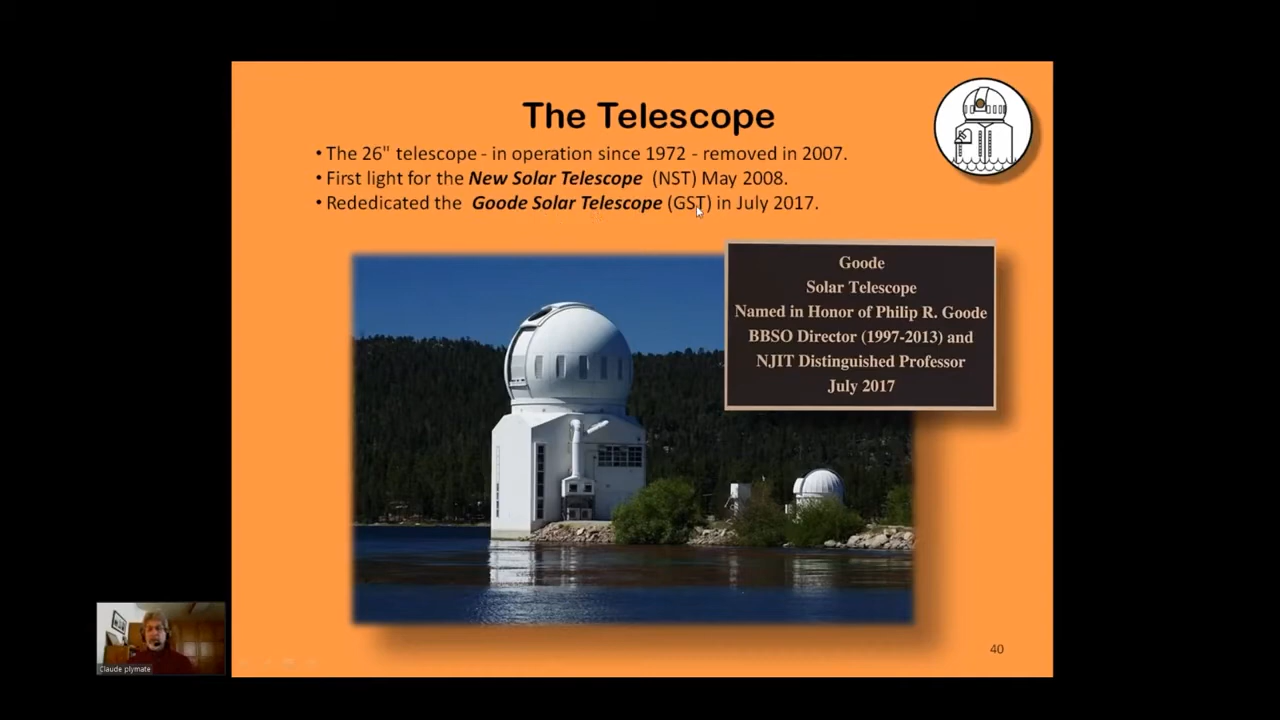 The Telescope
• The 26" telescope - in operation since 1972 - removed in 2007.
• First light for the New Solar Telescope (NST) May 2008.
• Rededicated the Goode Solar Telescope (GST) in July 2017.
Goode
Solar Telescope
Named in Honor of Philip R. Goode
BBSO Director (1997-2013) and
NJIT Distinguished Professor
July 2017
40
Claude plymate